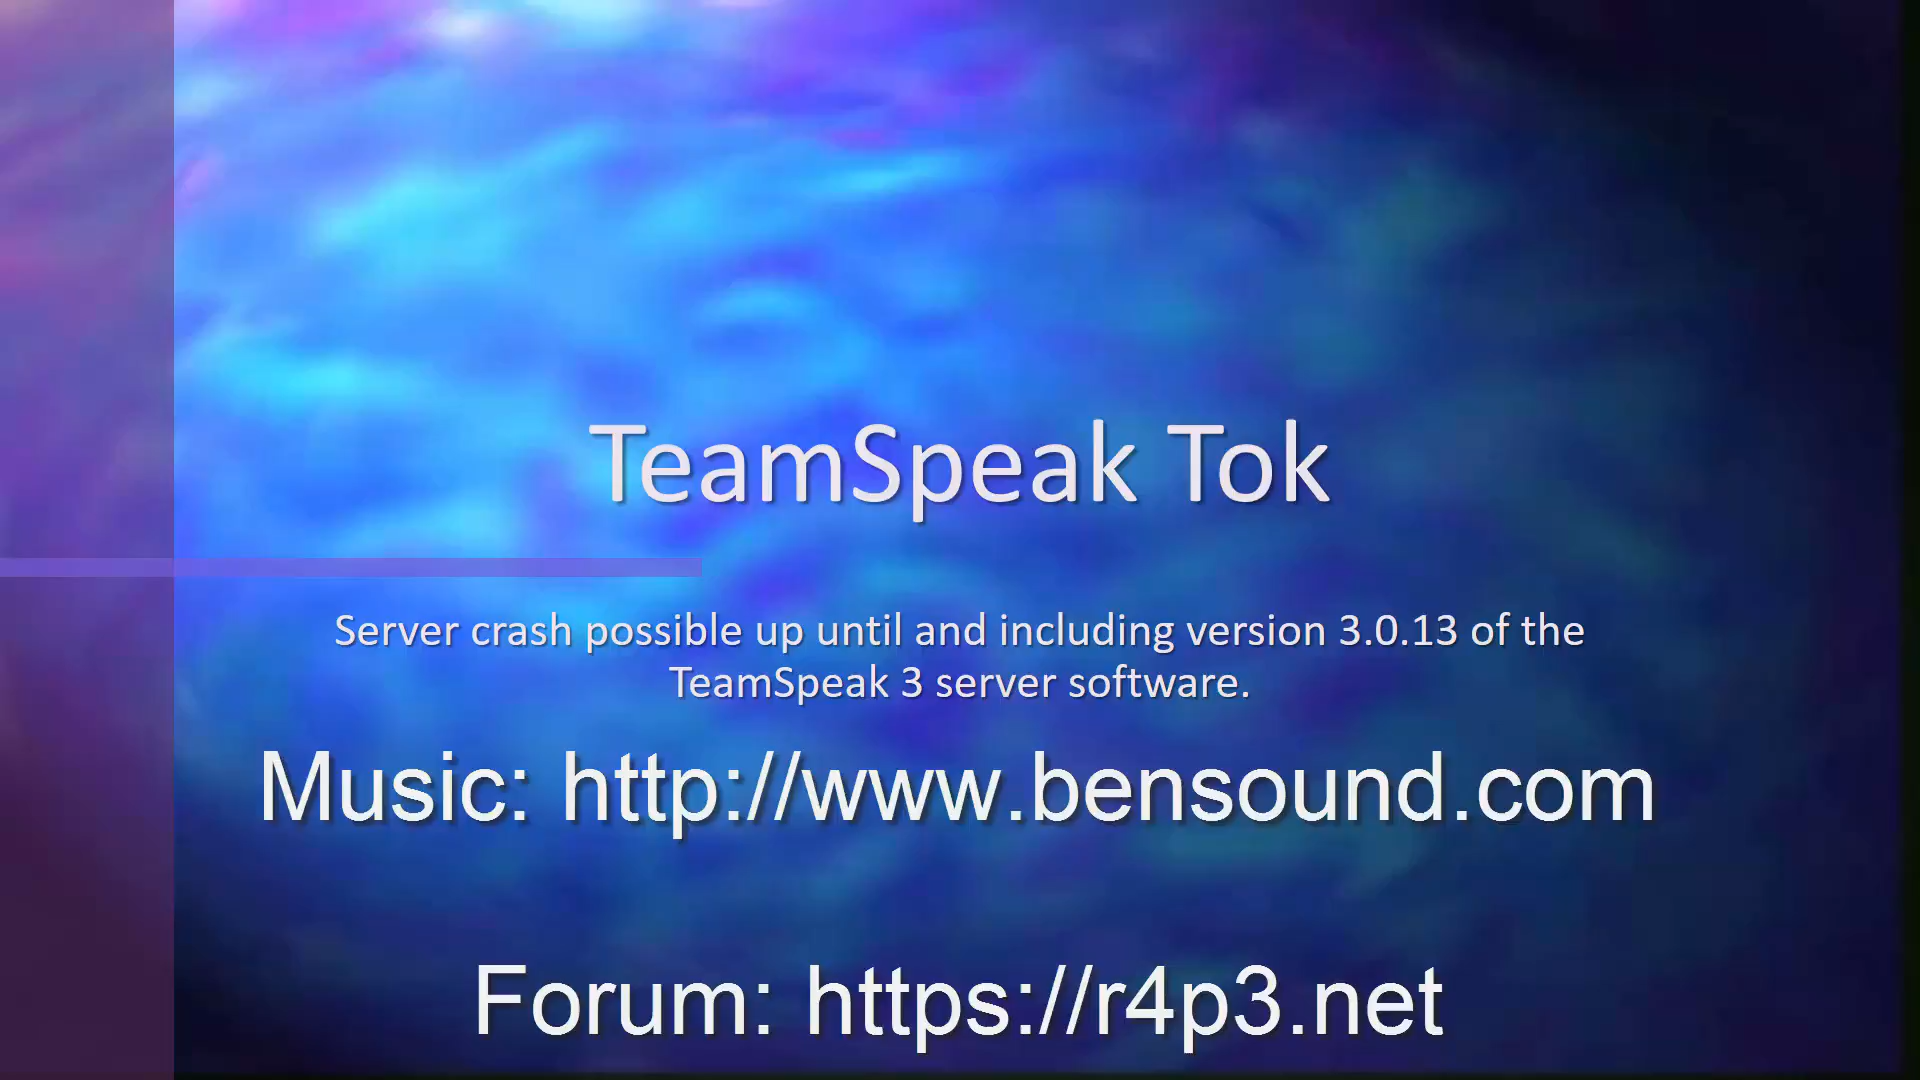 TeamSpeak Tok
Server crash possible up until and including version 3.0.13 of the
TeamSpeak 3 server software.
Music: http://www.bensound.com
Forum: https://r4p3.net